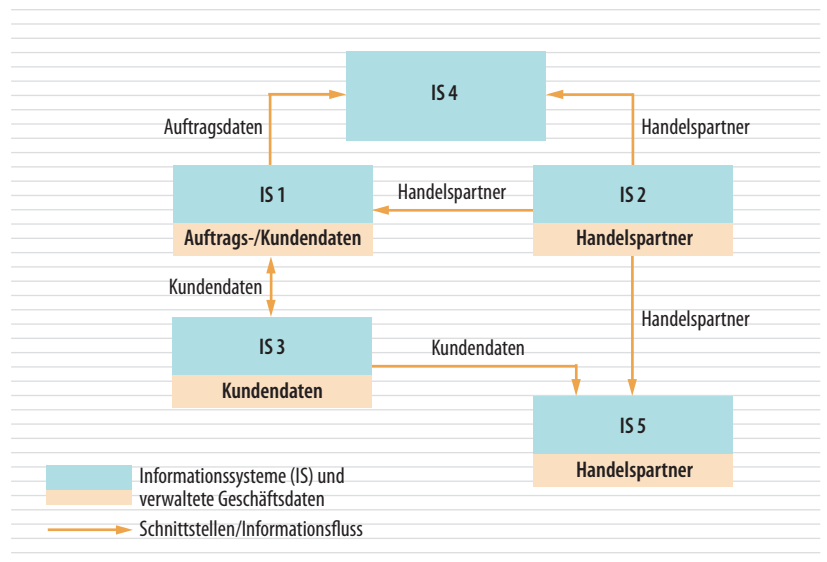 IS 4
Auftragsdaten
Handelspartner
IS 1
Handelspartner
IS 2
Auftrags-/Kundendaten
Handelspartner
Kundendaten
Handelspartner
IS 3
Kundendaten
Kundendaten
IS 5
Handelspartner
Informationssysteme (IS) und
verwaltete Geschäftsdaten
Schnittstellen/Informationsfluss